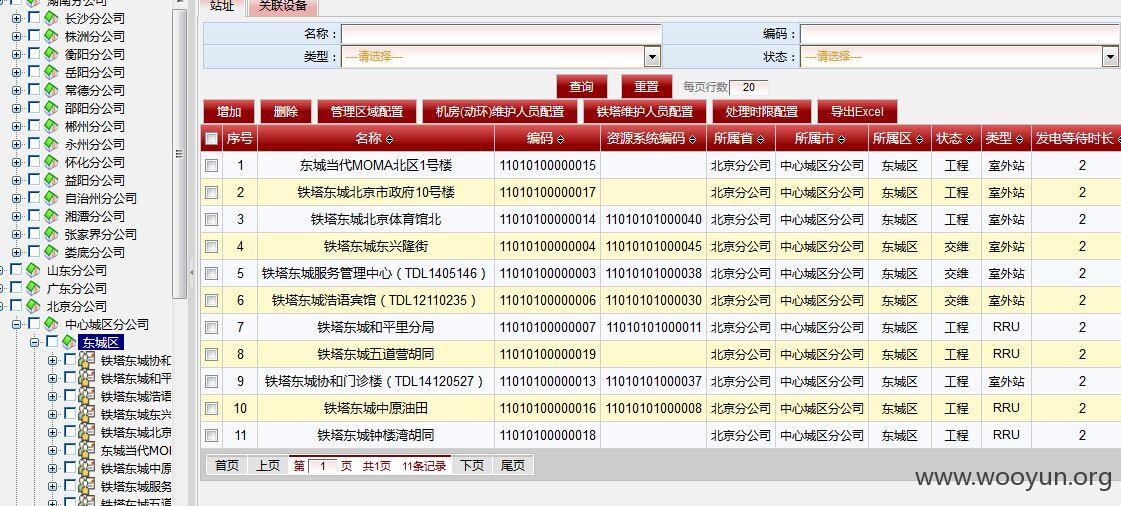 湖南分公司
长沙分公司
株洲分公司
衡阳分公司
岳阳分公司
常德分公司
邵阳分公司
郴州分公司
永州分公司
怀化分公司
益阳分公司
自治州分公司
湘潭分公司
张家界分公司
娄底分公司
山东分公司
广东分公司
北京分公司
中心城区分公司
东城区
铁塔东城协和
铁塔东城和平
铁塔东城浩语
铁塔东城东兴
铁塔东城北京
东城当代MOM
铁塔东城中原
铁塔东城服务
铁塔东城五道
站址 关联设备
名称： 编码：
类型： ---请选择--- 状态： ---请选择---
查询 重置 每页行数 20
增加 删除 管理区域配置 机房(动环)维护人员配置 铁塔维护人员配置 处理时限配置 导出Excel
序号 名称 编码 资源系统编码 所属省 所属市 所属区 状态 类型 发电等待时长
1 东城当代MOMA北区1号楼 11010100000015 北京分公司 中心城区分公司 东城区 工程 室外站 2
2 铁塔东城北京市政府10号楼 11010100000017 北京分公司 中心城区分公司 东城区 工程 室外站 2
3 铁塔东城北京体育馆北 11010100000014 11010101000040 北京分公司 中心城区分公司 东城区 工程 室外站 2
4 铁塔东城东兴隆街 11010100000004 11010101000045 北京分公司 中心城区分公司 东城区 交维 室外站 2
5 铁塔东城服务管理中心（TDL1405146） 11010100000003 11010101000038 北京分公司 中心城区分公司 东城区 交维 室外站 2
6 铁塔东城浩语宾馆（TDL12110235） 11010100000006 11010101000030 北京分公司 中心城区分公司 东城区 交维 室外站 2
7 铁塔东城和平里分局 11010100000007 11010101000011 北京分公司 中心城区分公司 东城区 工程 RRU 2
8 铁塔东城五道营胡同 11010100000019 北京分公司 中心城区分公司 东城区 工程 RRU 2
9 铁塔东城协和门诊楼（TDL14120527） 11010100000013 11010101000037 北京分公司 中心城区分公司 东城区 工程 室外站 2
10 铁塔东城中原油田 11010100000016 11010101000008 北京分公司 中心城区分公司 东城区 工程 RRU 2
11 铁塔东城钟楼湾胡同 11010100000018 北京分公司 中心城区分公司 东城区 工程 RRU 2
首页 上页 第 1 页 共1页 11条记录 下页 尾页
www.wooyun.org